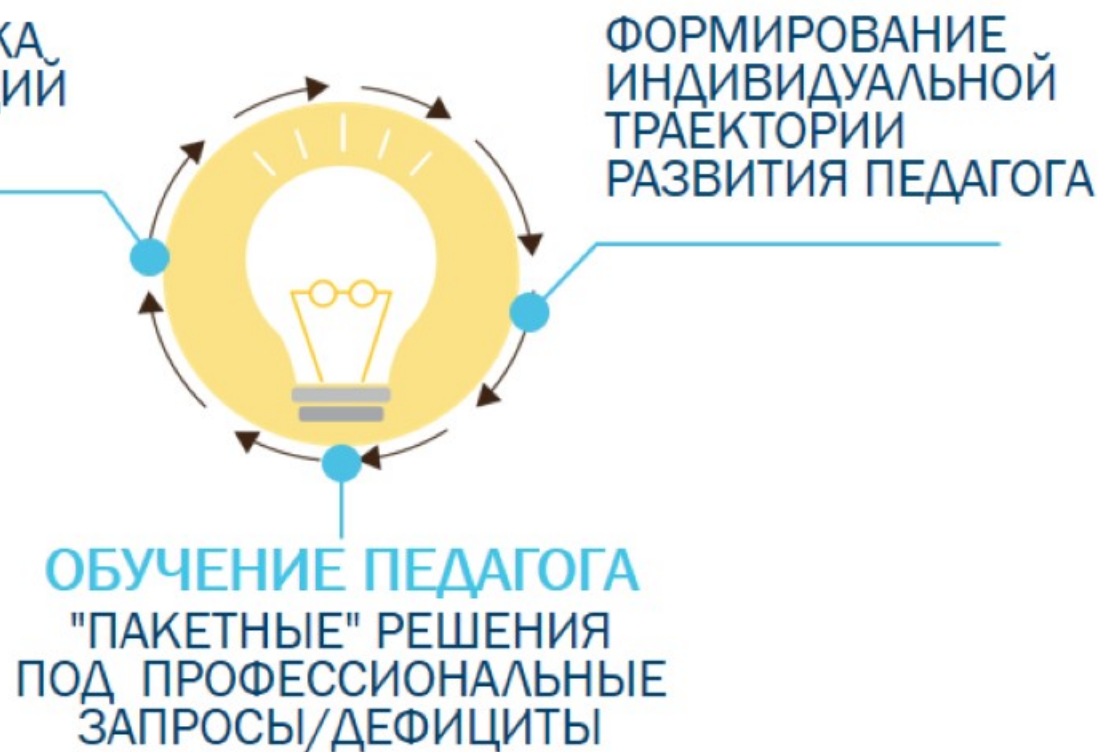 ФОРМИРОВАНИЕ
ИНДИВИДУАЛЬНОЙ
ТРАЕКТОРИИ
РАЗВИТИЯ ПЕДАГОГА
ОБУЧЕНИЕ ПЕДАГОГА
"ПАКЕТНЫЕ" РЕШЕНИЯ
ПОД ПРОФЕССИОНАЛЬНЫЕ
ЗАПРОСЫ/ДЕФИЦИТЫ